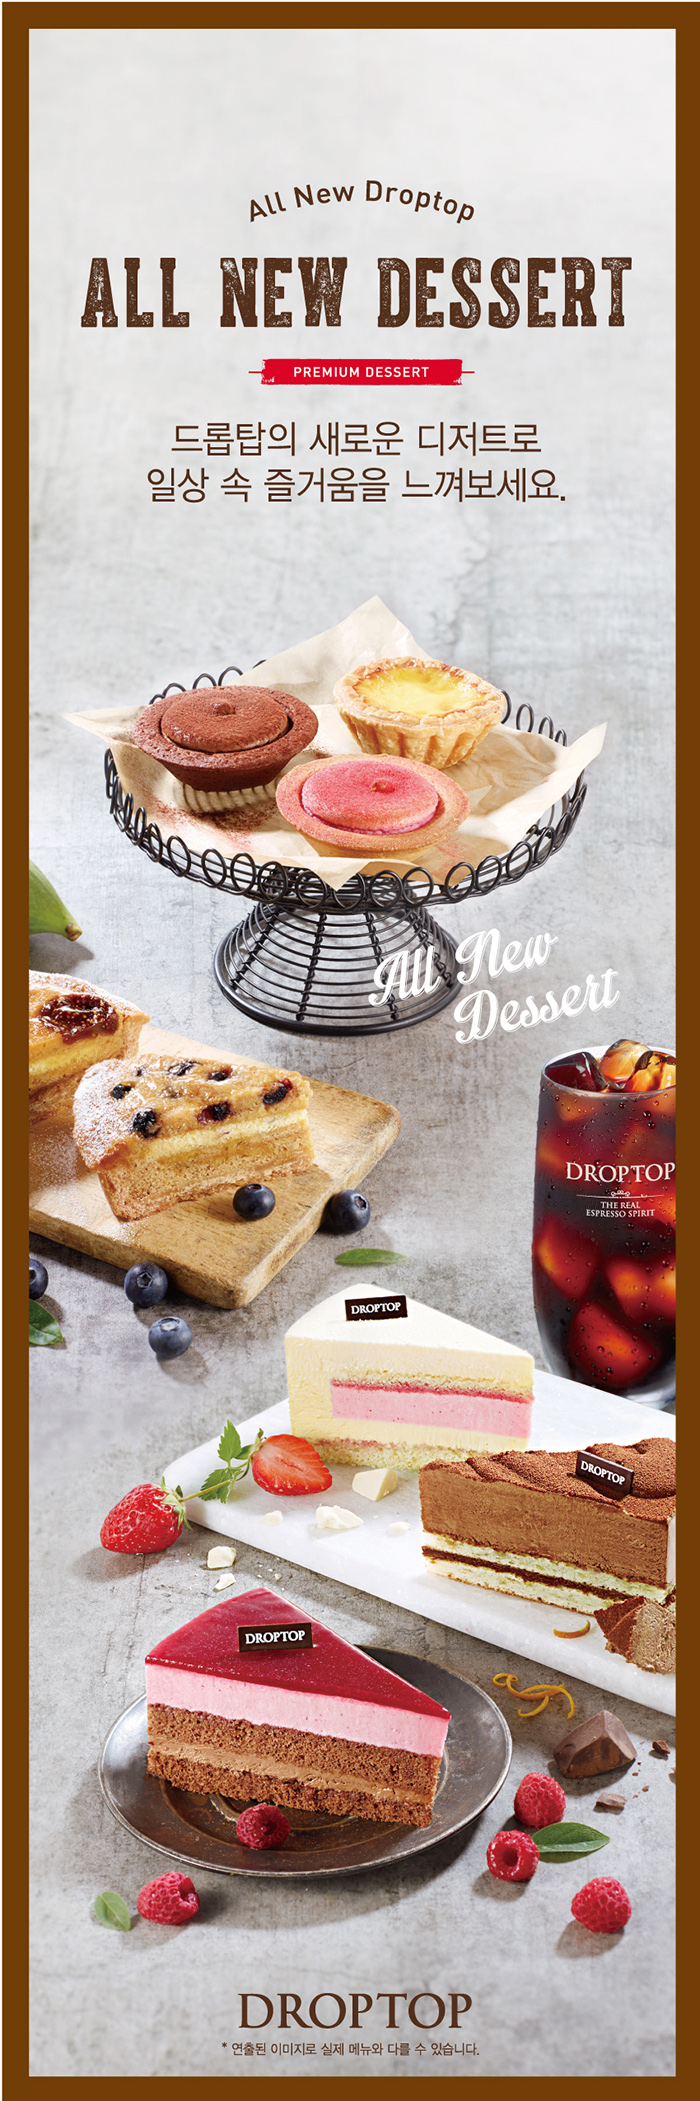 All New Droptop
ALL NEW DESSERT
PREMIUM DESSERT
드롭탑의 새로운 디저트로
일상 속 즐거움을 느껴보세요.
All New
Dessert
DROPTOP
THE REAL
ESPRESSO SPIRIT
DROPTOP
DROPTOP
DROPTOP
DROPTOP
* 연출된 이미지로 실제 메뉴와 다를 수 있습니다.